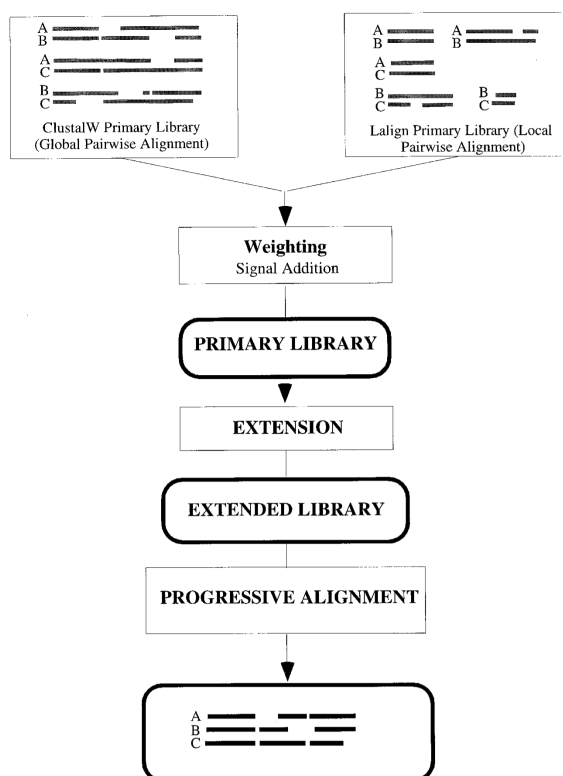 A
B
A
C
B
C
ClustalW Primary Library
(Global Pairwise Alignment)
A
B
A
B
A
C
B
C
B
C
Lalign Primary Library (Local
Pairwise Alignment)
Weighting
Signal Addition
PRIMARY LIBRARY
EXTENSION
EXTENDED LIBRARY
PROGRESSIVE ALIGNMENT
A
B
C